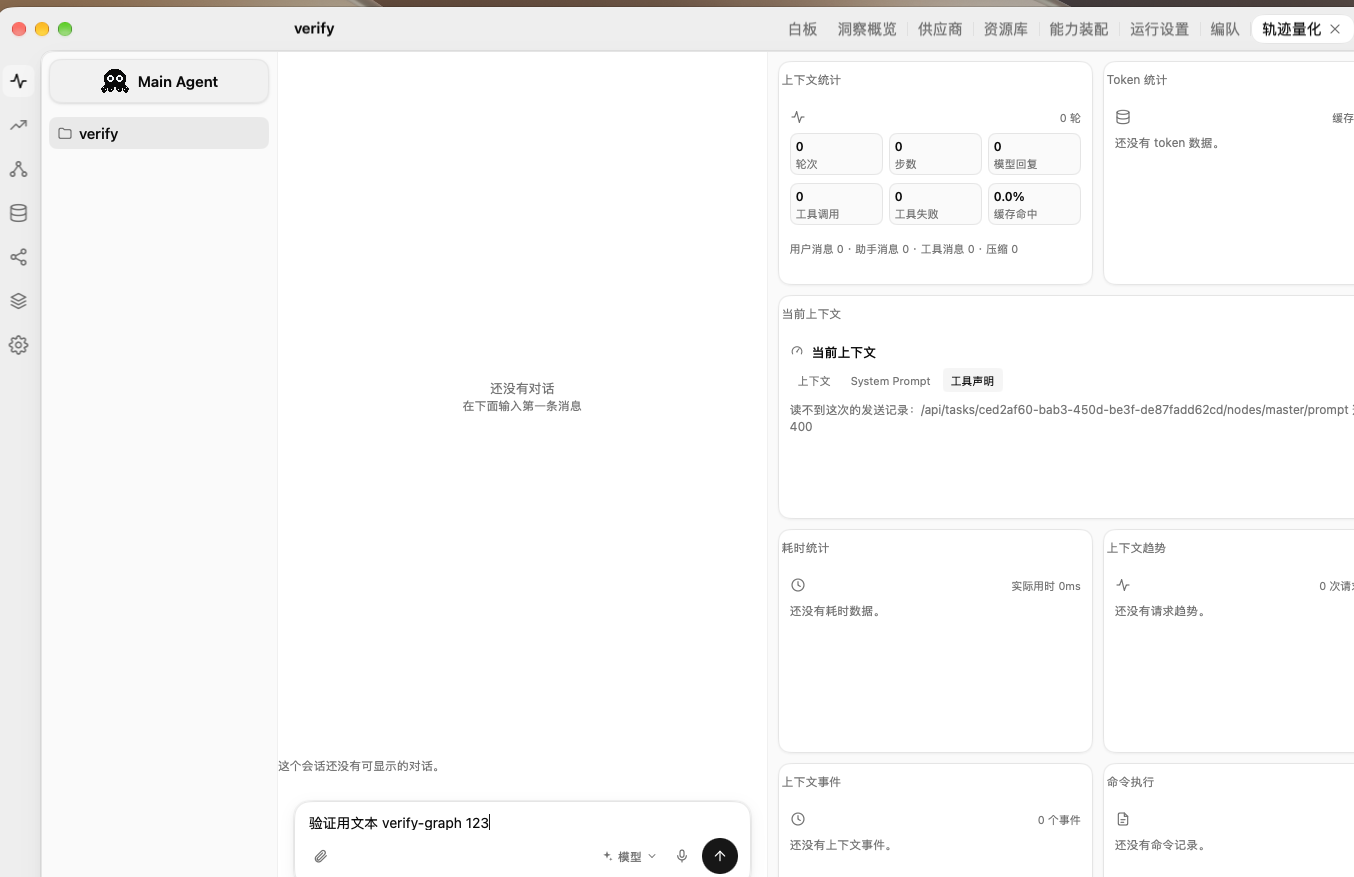 verify
白板 洞察概览 供应商 资源库 能力装配 运行设置 编队 轨迹量化
Main Agent
verify
还没有对话
在下面输入第一条消息
这个会话还没有可显示的对话。
验证用文本 verify-graph 123
模型
上下文统计
0 轮
0 轮次
0 步数
0 模型回复
0 工具调用
0 工具失败
0.0% 缓存命中
用户消息 0 · 助手消息 0 · 工具消息 0 · 压缩 0
Token 统计
缓存
还没有 token 数据。
当前上下文
当前上下文
上下文 System Prompt 工具声明
读不到这次的发送记录：/api/tasks/ced2af60-bab3-450d-be3f-de87fadd62cd/nodes/master/prompt
400
耗时统计
实际用时 0ms
还没有耗时数据。
上下文趋势
0 次请
还没有请求趋势。
上下文事件
0 个事件
还没有上下文事件。
命令执行
还没有命令记录。